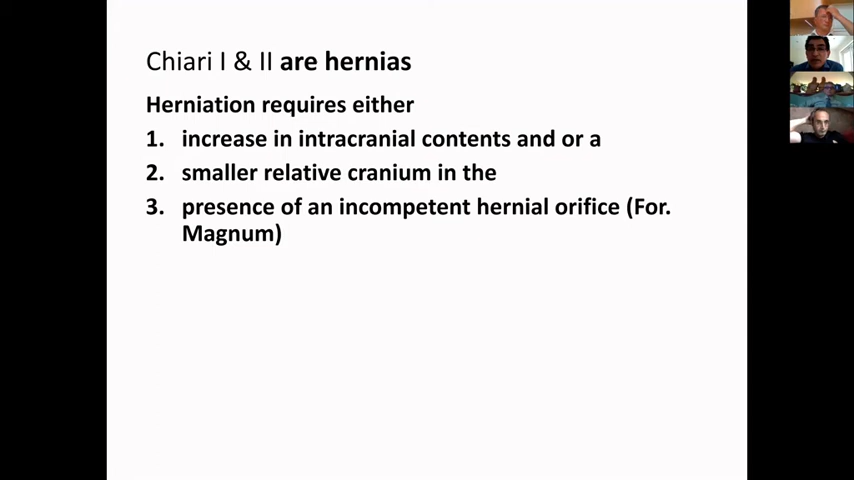 Chiari I & II are hernias
Herniation requires either
1. increase in intracranial contents and or a
2. smaller relative cranium in the
3. presence of an incompetent hernial orifice (For.
Magnum)